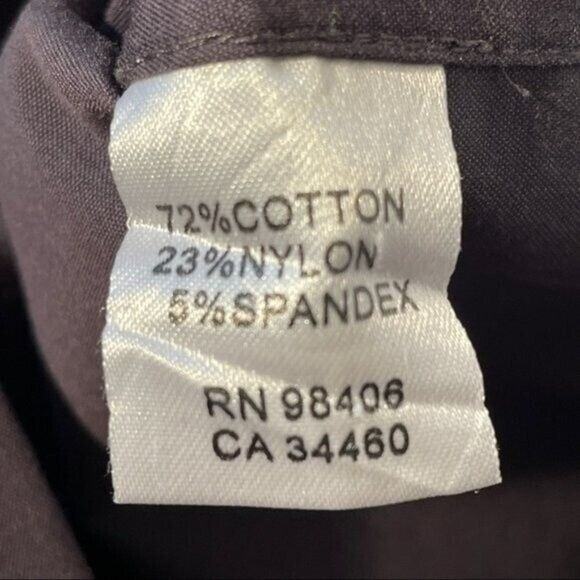 72%COTTON
23%NYLON
5%SPANDEX
RN 98406
CA 34460